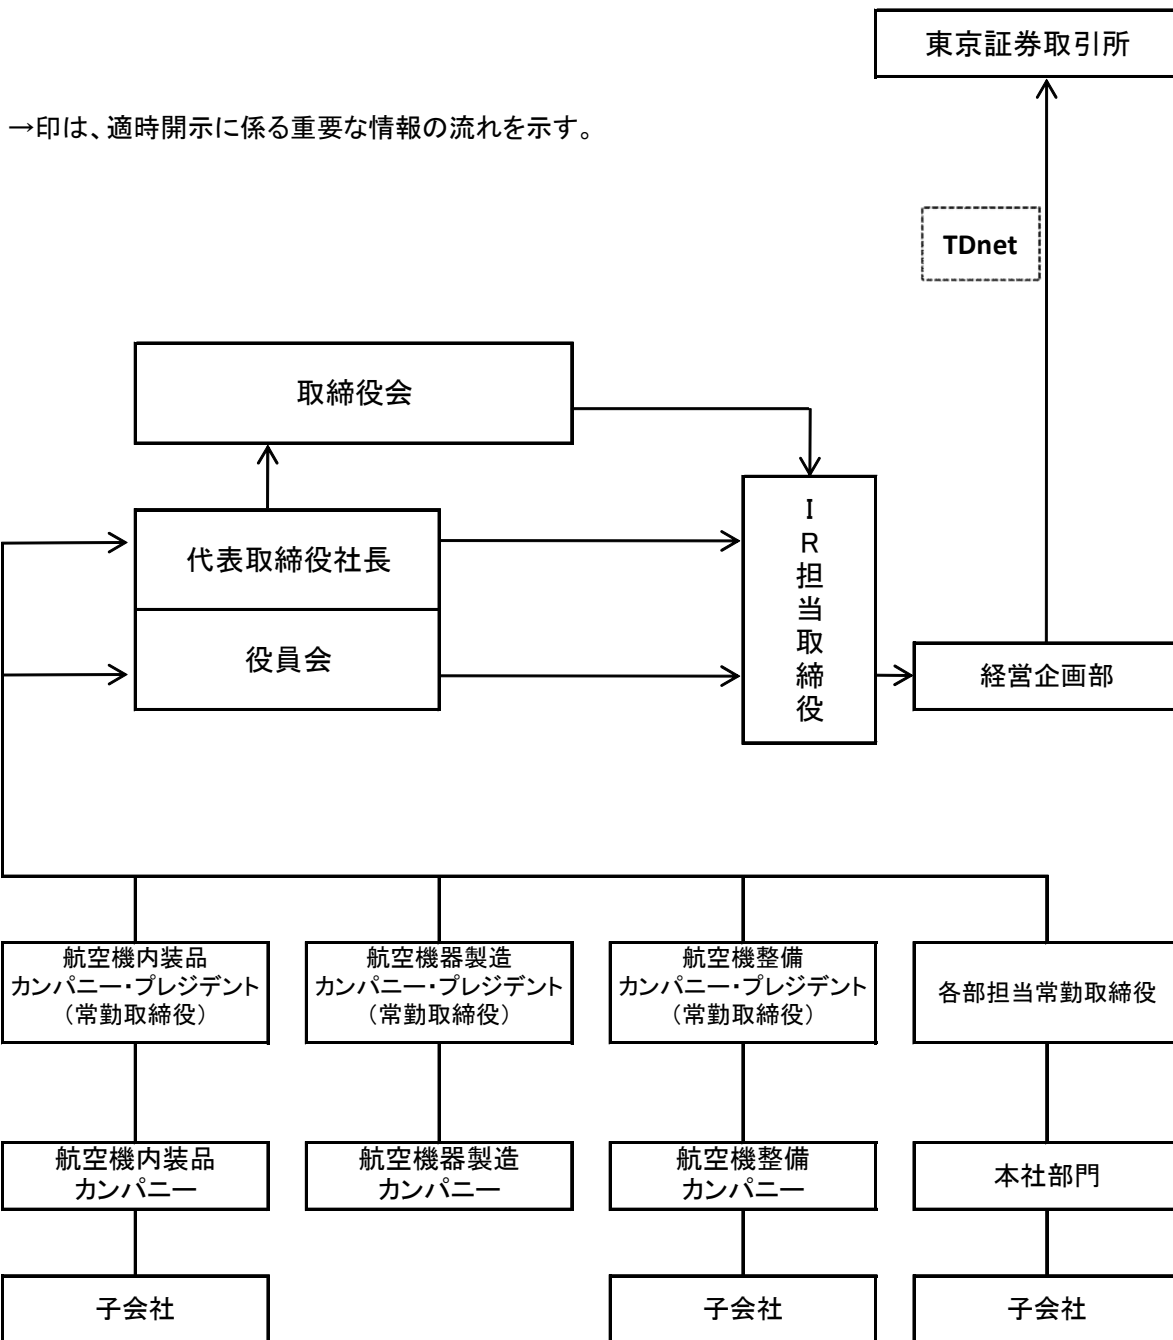 東京証券取引所
→印は、適時開示に係る重要な情報の流れを示す。
TDnet
取締役会
代表取締役社長
役員会
IR担当取締役
経営企画部
航空機内装品
カンパニー・プレジデント
（常勤取締役）
航空機器製造
カンパニー・プレジデント
（常勤取締役）
航空機整備
カンパニー・プレジデント
（常勤取締役）
各部担当常勤取締役
航空機内装品
カンパニー
航空機器製造
カンパニー
航空機整備
カンパニー
本社部門
子会社
子会社
子会社